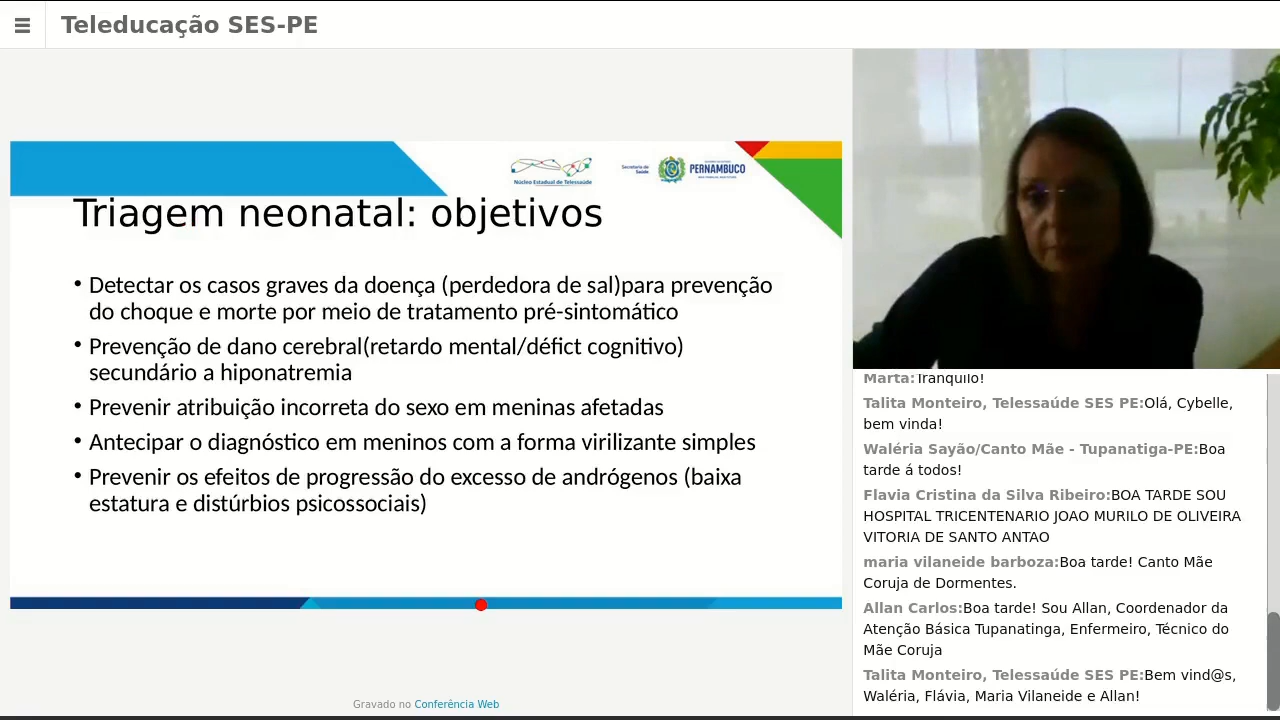 Teleducação SES-PE
Núcleo Estadual de Telessaúde
Secretaria de
Saúde
PERNAMBUCO
Triagem neonatal: objetivos
• Detectar os casos graves da doença (perdedora de sal)para prevenção
do choque e morte por meio de tratamento pré-sintomático
• Prevenção de dano cerebral(retardo mental/défict cognitivo)
secundário a hiponatremia
• Prevenir atribuição incorreta do sexo em meninas afetadas
• Antecipar o diagnóstico em meninos com a forma virilizante simples
• Prevenir os efeitos de progressão do excesso de andrógenos (baixa
estatura e distúrbios psicossociais)
Gravado no Conferência Web
Marta:Tranquilo!
Talita Monteiro, Telessaúde SES PE:Olá, Cybelle,
bem vinda!
Waléria Sayão/Canto Mãe - Tupanatiga-PE:Boa
tarde á todos!
Flavia Cristina da Silva Ribeiro:BOA TARDE SOU
HOSPITAL TRICENTENARIO JOAO MURILO DE OLIVEIRA
VITORIA DE SANTO ANTAO
maria vilaneide barboza:Boa tarde! Canto Mãe
Coruja de Dormentes.
Allan Carlos:Boa tarde! Sou Allan, Coordenador da
Atenção Básica Tupanatinga, Enfermeiro, Técnico do
Mãe Coruja
Talita Monteiro, Telessaúde SES PE:Bem vind@s,
Waléria, Flávia, Maria Vilaneide e Allan!